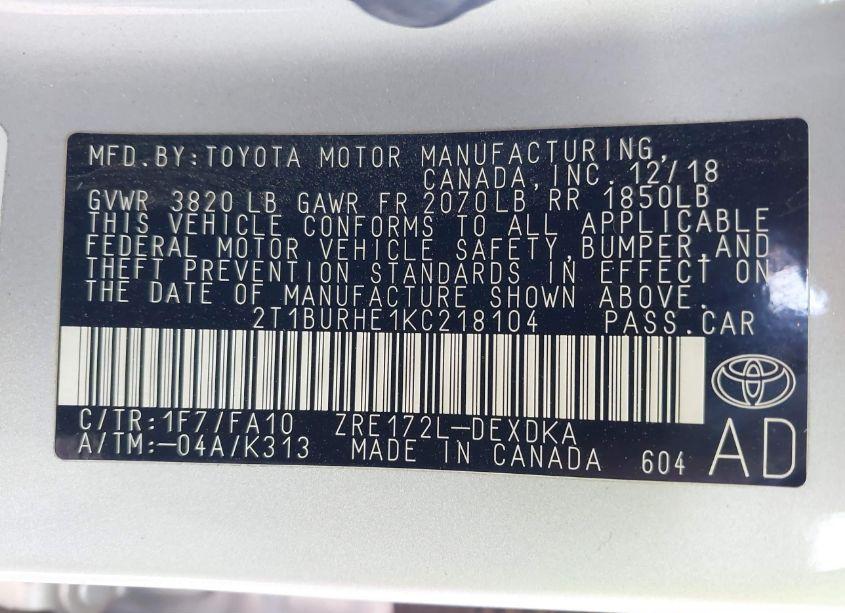 MFD.BY:TOYOTA MOTOR MANUFACTURING,
CANADA,INC. 12/18
GVWR 3820 LB GAWR FR 2070LB RR 1850LB
THIS VEHICLE CONFORMS TO ALL APPLICABLE
FEDERAL MOTOR VEHICLE SAFETY,BUMPER,AND
THEFT PREVENTION STANDARDS IN EFFECT ON
THE DATE OF MANUFACTURE SHOWN ABOVE.
2T1BURHE1KC218104 PASS.CAR
C/TR:1F7/FA10 ZRE172L-DEXDKA
A/TM:-04A/K313 MADE IN CANADA 604 AD